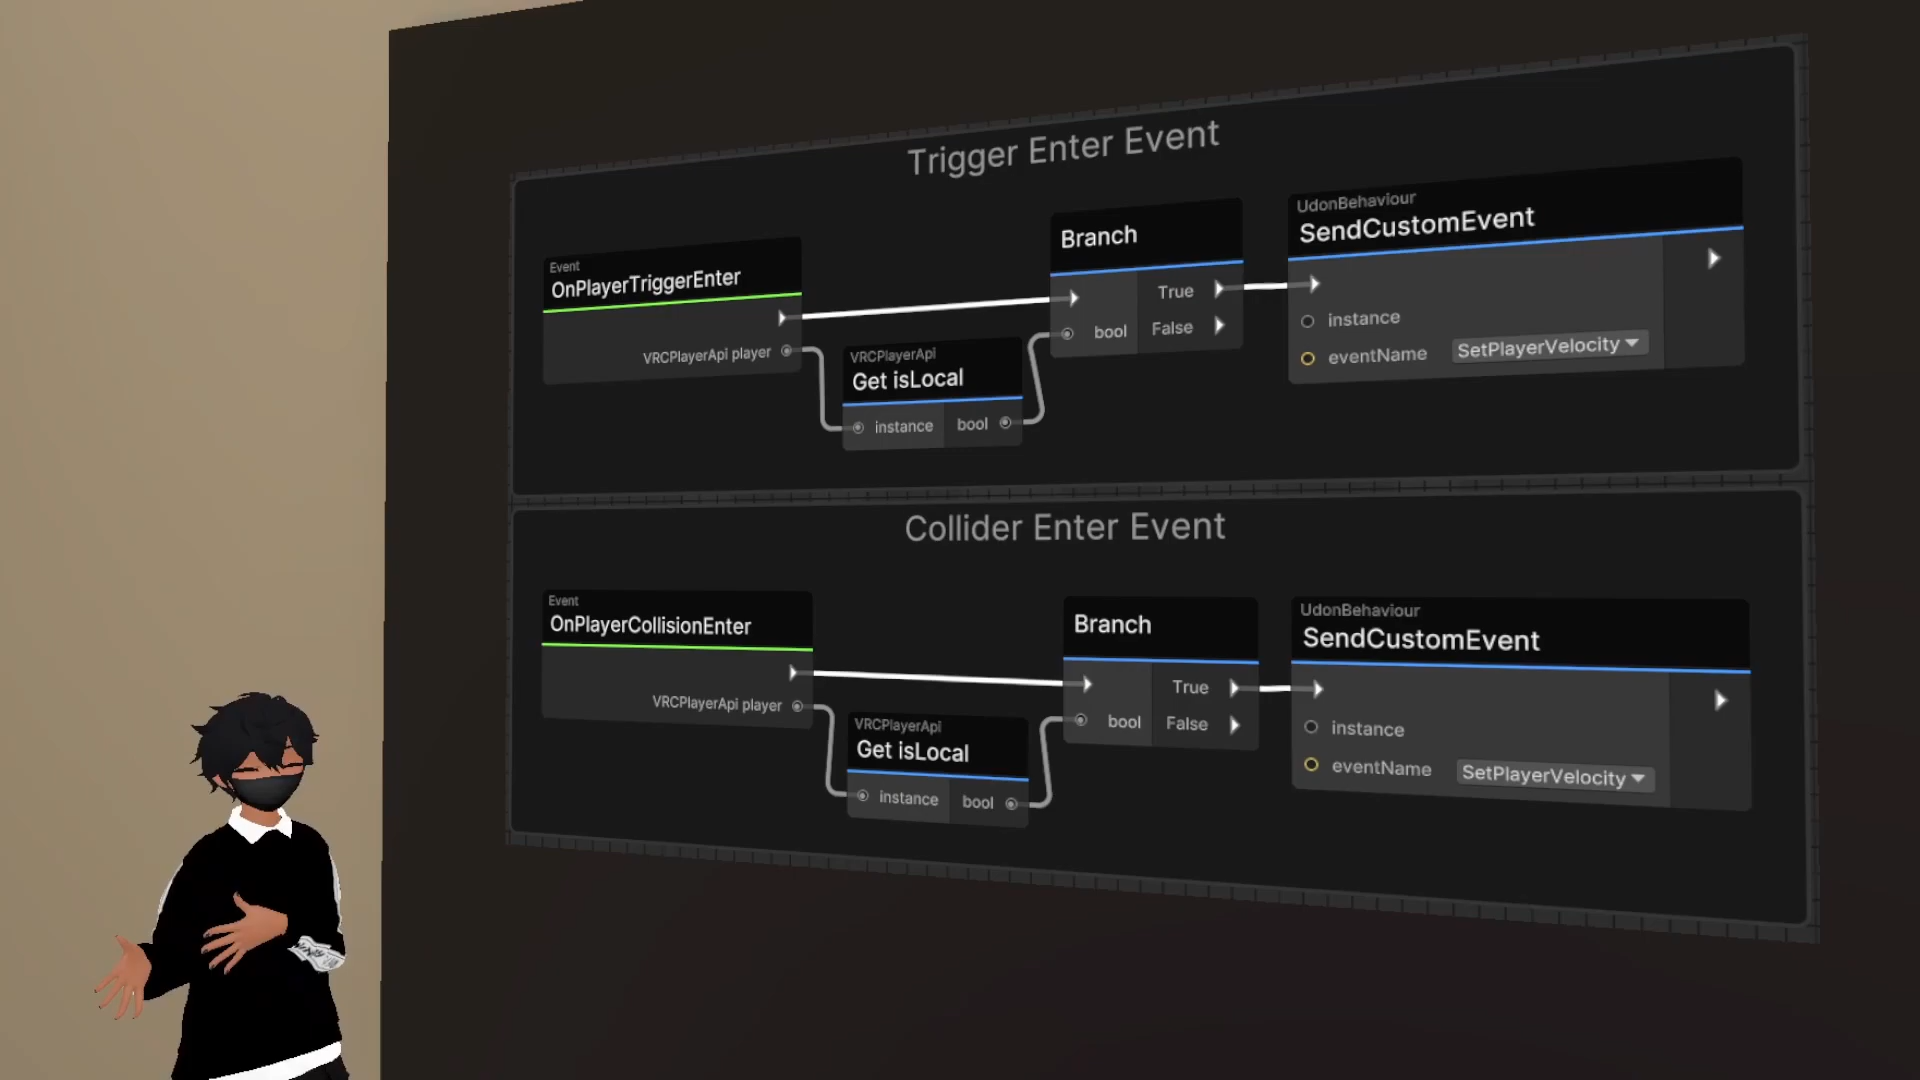 Trigger Enter Event
Event
OnPlayerTriggerEnter
VRCPlayerApi player
VRCPlayerApi
Get isLocal
instance bool
Branch
True
bool False
UdonBehaviour
SendCustomEvent
instance
eventName SetPlayerVelocity
Collider Enter Event
Event
OnPlayerCollisionEnter
VRCPlayerApi player
VRCPlayerApi
Get isLocal
instance bool
Branch
True
bool False
UdonBehaviour
SendCustomEvent
instance
eventName SetPlayerVelocity